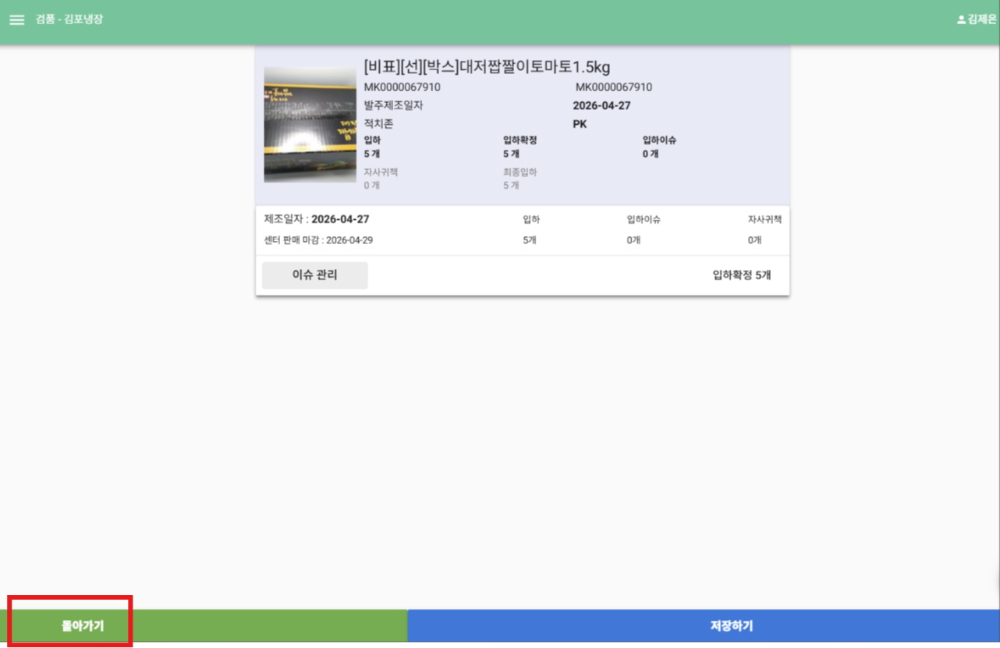 검품 - 김포냉장
김제은
[비표][선][박스]대저짭짤이토마토1.5kg
MK0000067910 MK0000067910
발주제조일자 2026-04-27
적치존 PK
입하 입하확정 입하이슈
5 개 5 개 0 개
자사귀책 최종입하
0 개 5 개
제조일자 : 2026-04-27 입하 입하이슈 자사귀책
센터 판매 마감 : 2026-04-29 5개 0개 0개
이슈 관리 입하확정 5개
돌아가기 저장하기